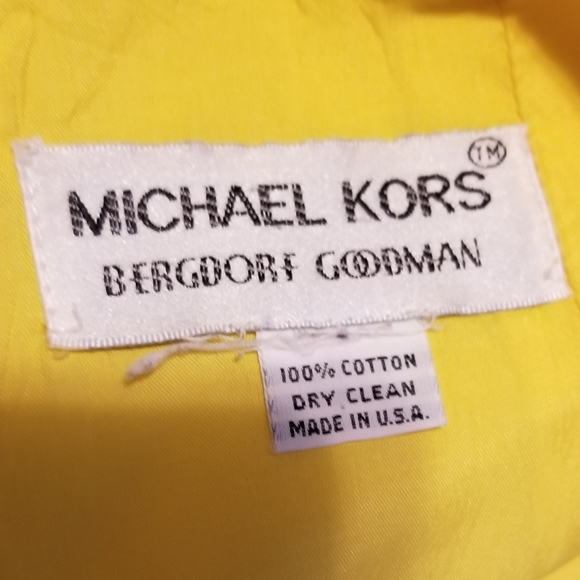 MICHAEL KORS ™
BERGDORF GOODMAN
100% COTTON
DRY CLEAN
MADE IN U.S.A.